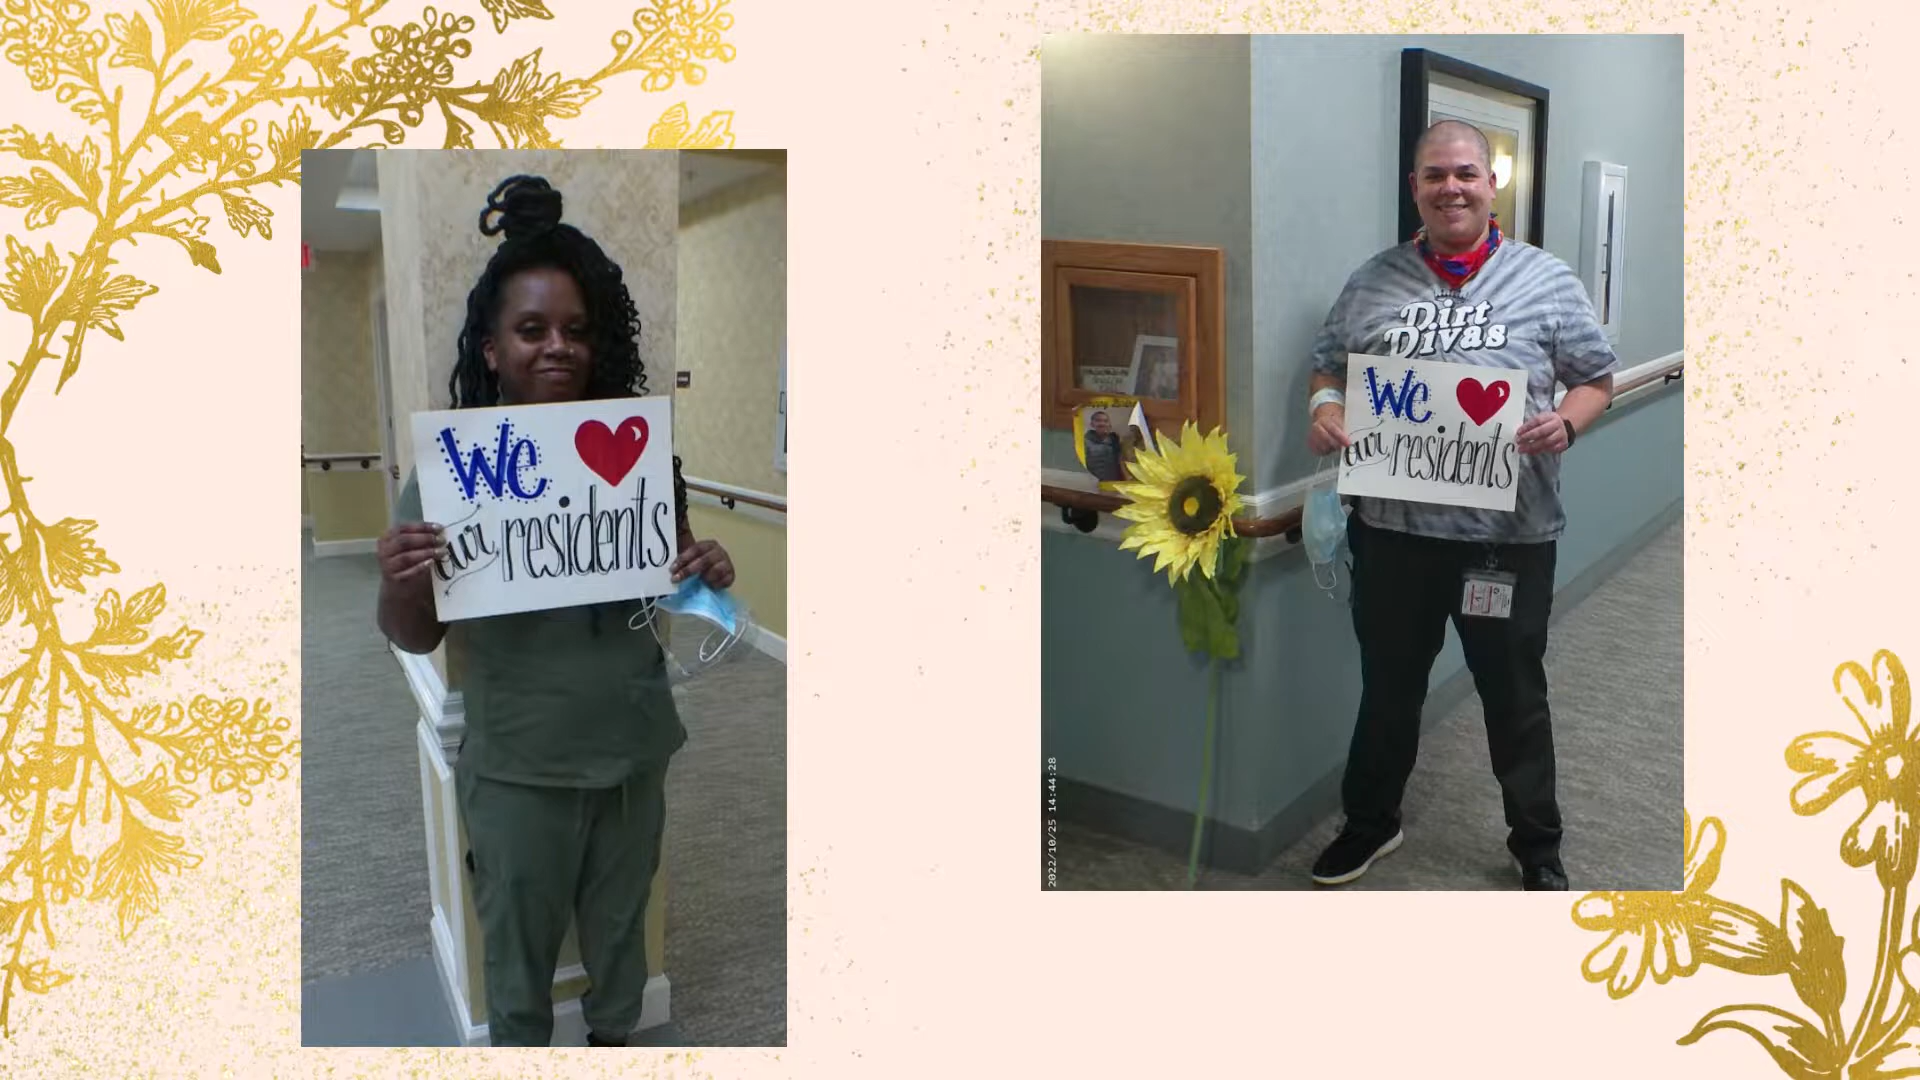 We ♥
our residents
Dirt
Divas
We ♥
our residents
2022/10/25 14:44:28